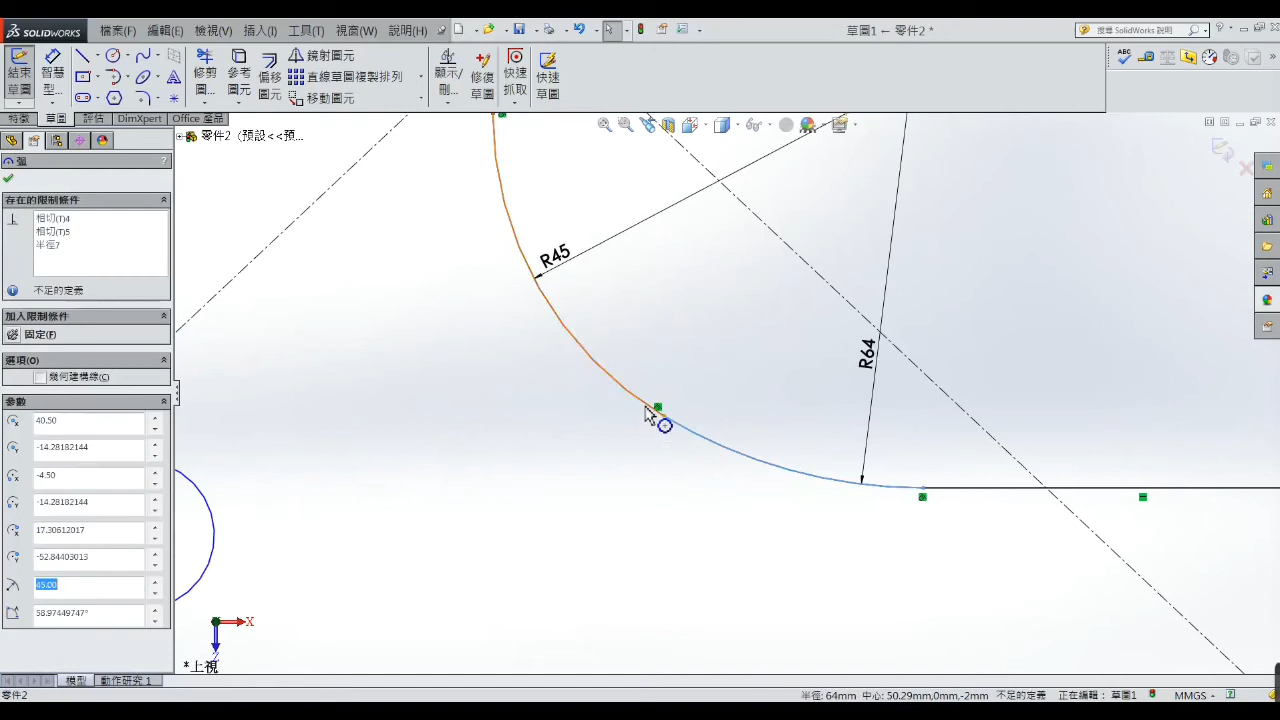 SOLIDWORKS
檔案(F) 編輯(E) 檢視(V) 插入(I) 工具(T) 視窗(W) 說明(H)
草圖1 ← 零件2 *
搜尋 SOLIDWORKS 說明
結束草圖
智慧型...
修剪圖...
參考圖元
偏移圖元
鏡射圖元
直線草圖複製排列
移動圖元
顯示/刪...
修復草圖
快速抓取
快速草圖
特徵 草圖 評估 DimXpert Office 產品
零件2 (預設<<預...
弧
?
存在的限制條件
相切(T)4
相切(T)5
半徑7
不足的定義
加入限制條件
固定(F)
選項(O)
幾何建構線(C)
參數
40.50
-14.28182144
-4.50
-14.28182144
17.30612017
-52.84403013
45.00
58.97449747°
R45
R64
X
Z
*上視
模型 動作研究 1
零件2
半徑: 64mm 中心: 50.29mm,0mm,-2mm 不足的定義 正在編輯: 草圖1 MMGS